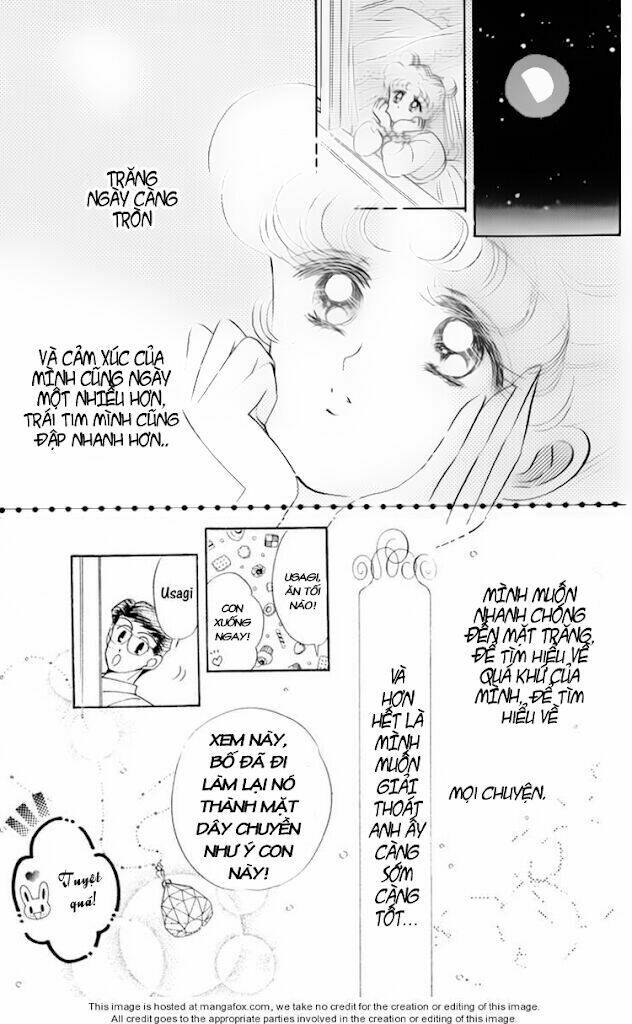 TRĂNG
NGÀY CÀNG
TRÒN
VÀ CẢM XÚC CỦA
MÌNH CŨNG NGÀY
MỘT NHIỀU HƠN,
TRÁI TIM MÌNH CŨNG
ĐẬP NHANH HƠN..
MÌNH MUỐN
NHANH CHÓNG
ĐẾN MẶT TRĂNG,
ĐỂ TÌM HIỂU VỀ
QUÁ KHỨ CỦA
MÌNH, ĐỂ TÌM
HIỂU VỀ
MỌI CHUYỆN.
VÀ
HƠN
HẾT LÀ
MÌNH
MUỐN
GIẢI
THOÁT
ANH ẤY
CÀNG
SỚM
CÀNG
TỐT...
USAGI,
ĂN TỐI
NÀO!
CON
XUỐNG
NGAY!
Usagi
XEM NÀY,
BỐ ĐÃ ĐI
LÀM LẠI NÓ
THÀNH MẶT
DÂY CHUYỀN
NHƯ Ý CON
NÀY!
Tuyệt
quá!
This image is hosted at mangafox.com, we take no credit for the creation or editing of this image.
All credit goes to the appropriate parties involved in the creation or editing of this image.